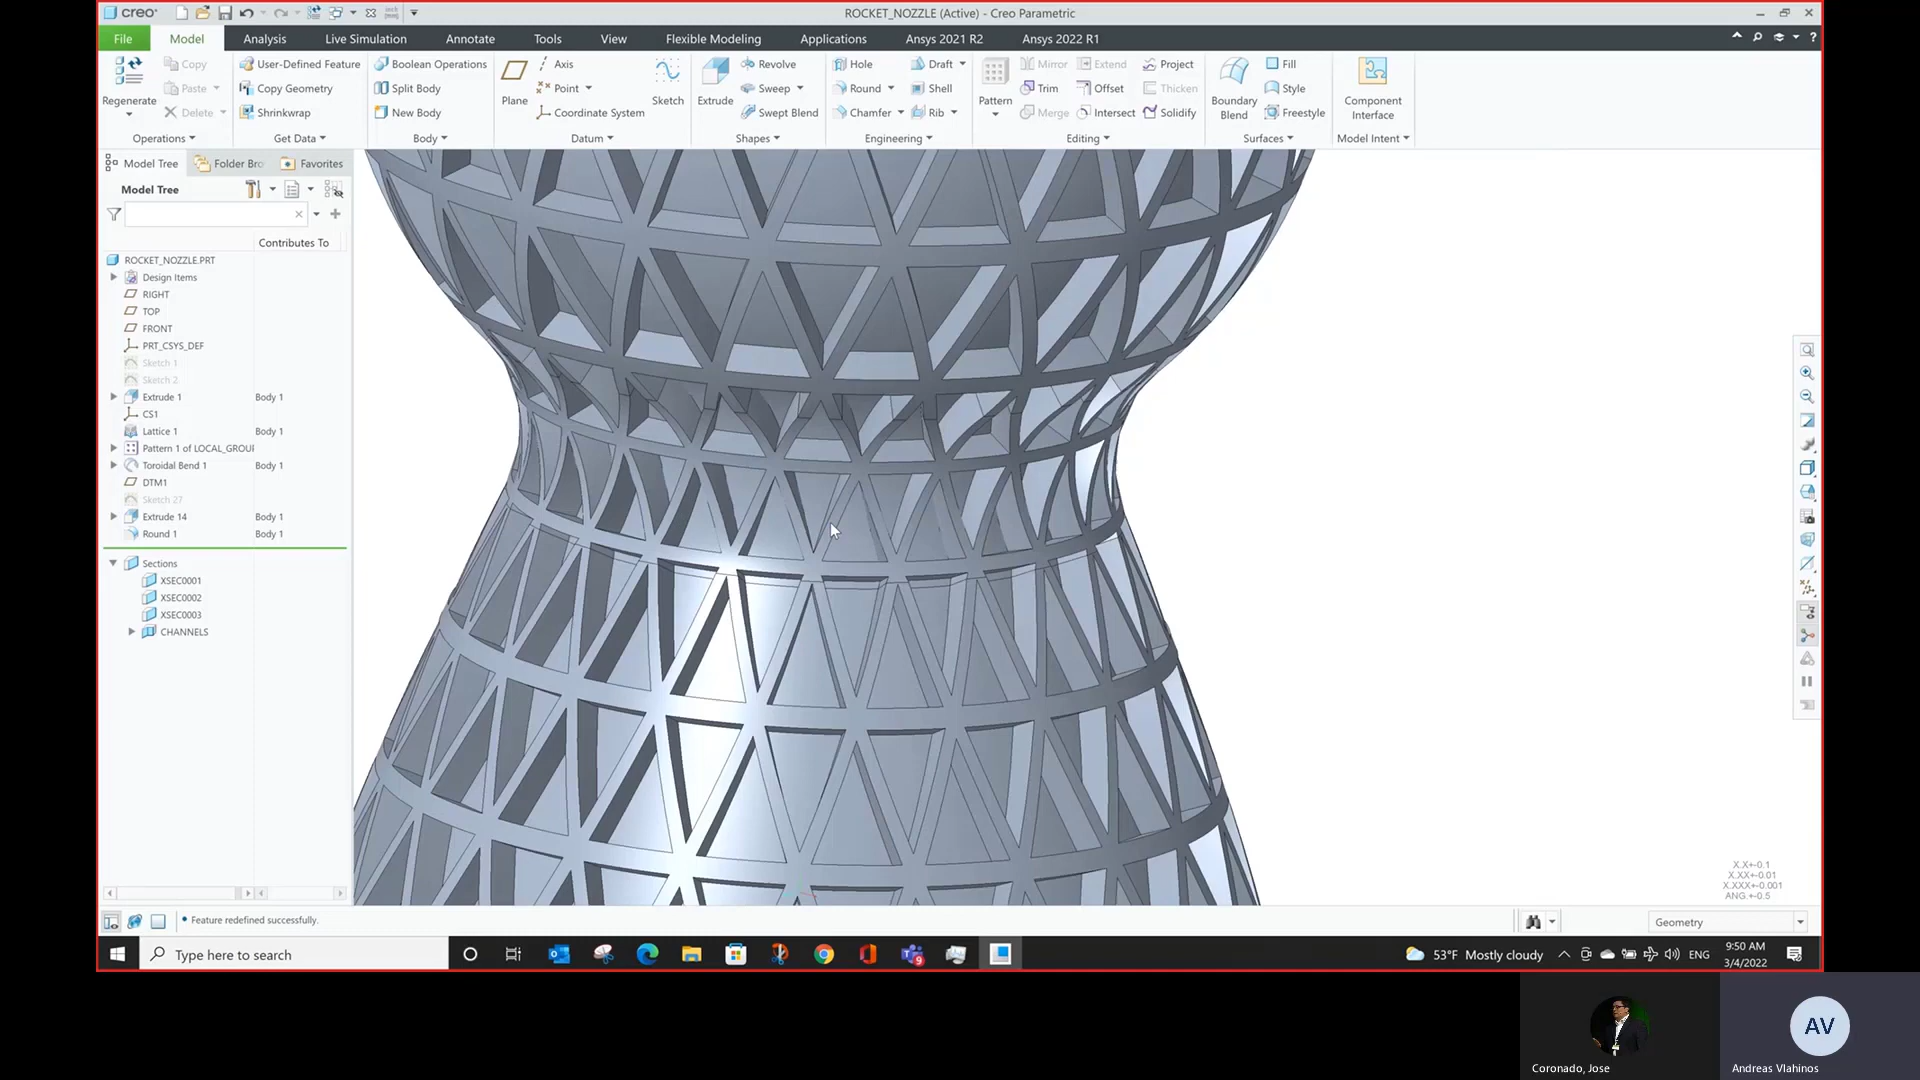 creo
ROCKET_NOZZLE (Active) - Creo Parametric
File Model Analysis Live Simulation Annotate Tools View Flexible Modeling Applications Ansys 2021 R2 Ansys 2022 R1
Regenerate
Copy
Paste
Delete
Operations
User-Defined Feature
Copy Geometry
Shrinkwrap
Get Data
Boolean Operations
Split Body
New Body
Body
Plane
Axis
Point
Coordinate System
Sketch
Datum
Extrude
Revolve
Sweep
Swept Blend
Shapes
Hole
Round
Chamfer
Draft
Shell
Rib
Engineering
Pattern
Mirror
Trim
Merge
Extend
Offset
Intersect
Project
Thicken
Solidify
Editing
Boundary
Blend
Fill
Style
Freestyle
Surfaces
Component
Interface
Model Intent
Model Tree Folder Bro Favorites
Model Tree
Contributes To
ROCKET_NOZZLE.PRT
Design Items
RIGHT
TOP
FRONT
PRT_CSYS_DEF
Sketch 1
Sketch 2
Extrude 1 Body 1
CS1
Lattice 1 Body 1
Pattern 1 of LOCAL_GROUP
Toroidal Bend 1 Body 1
DTM1
Sketch 27
Extrude 14 Body 1
Round 1 Body 1
Sections
XSEC0001
XSEC0002
XSEC0003
CHANNELS
X.X+-0.1
X.XX+-0.01
X.XXX+-0.001
ANG.+-0.5
• Feature redefined successfully.
Geometry
Type here to search
9
53°F Mostly cloudy
ENG
9:50 AM
3/4/2022
Coronado, Jose
AV
Andreas Vlahinos